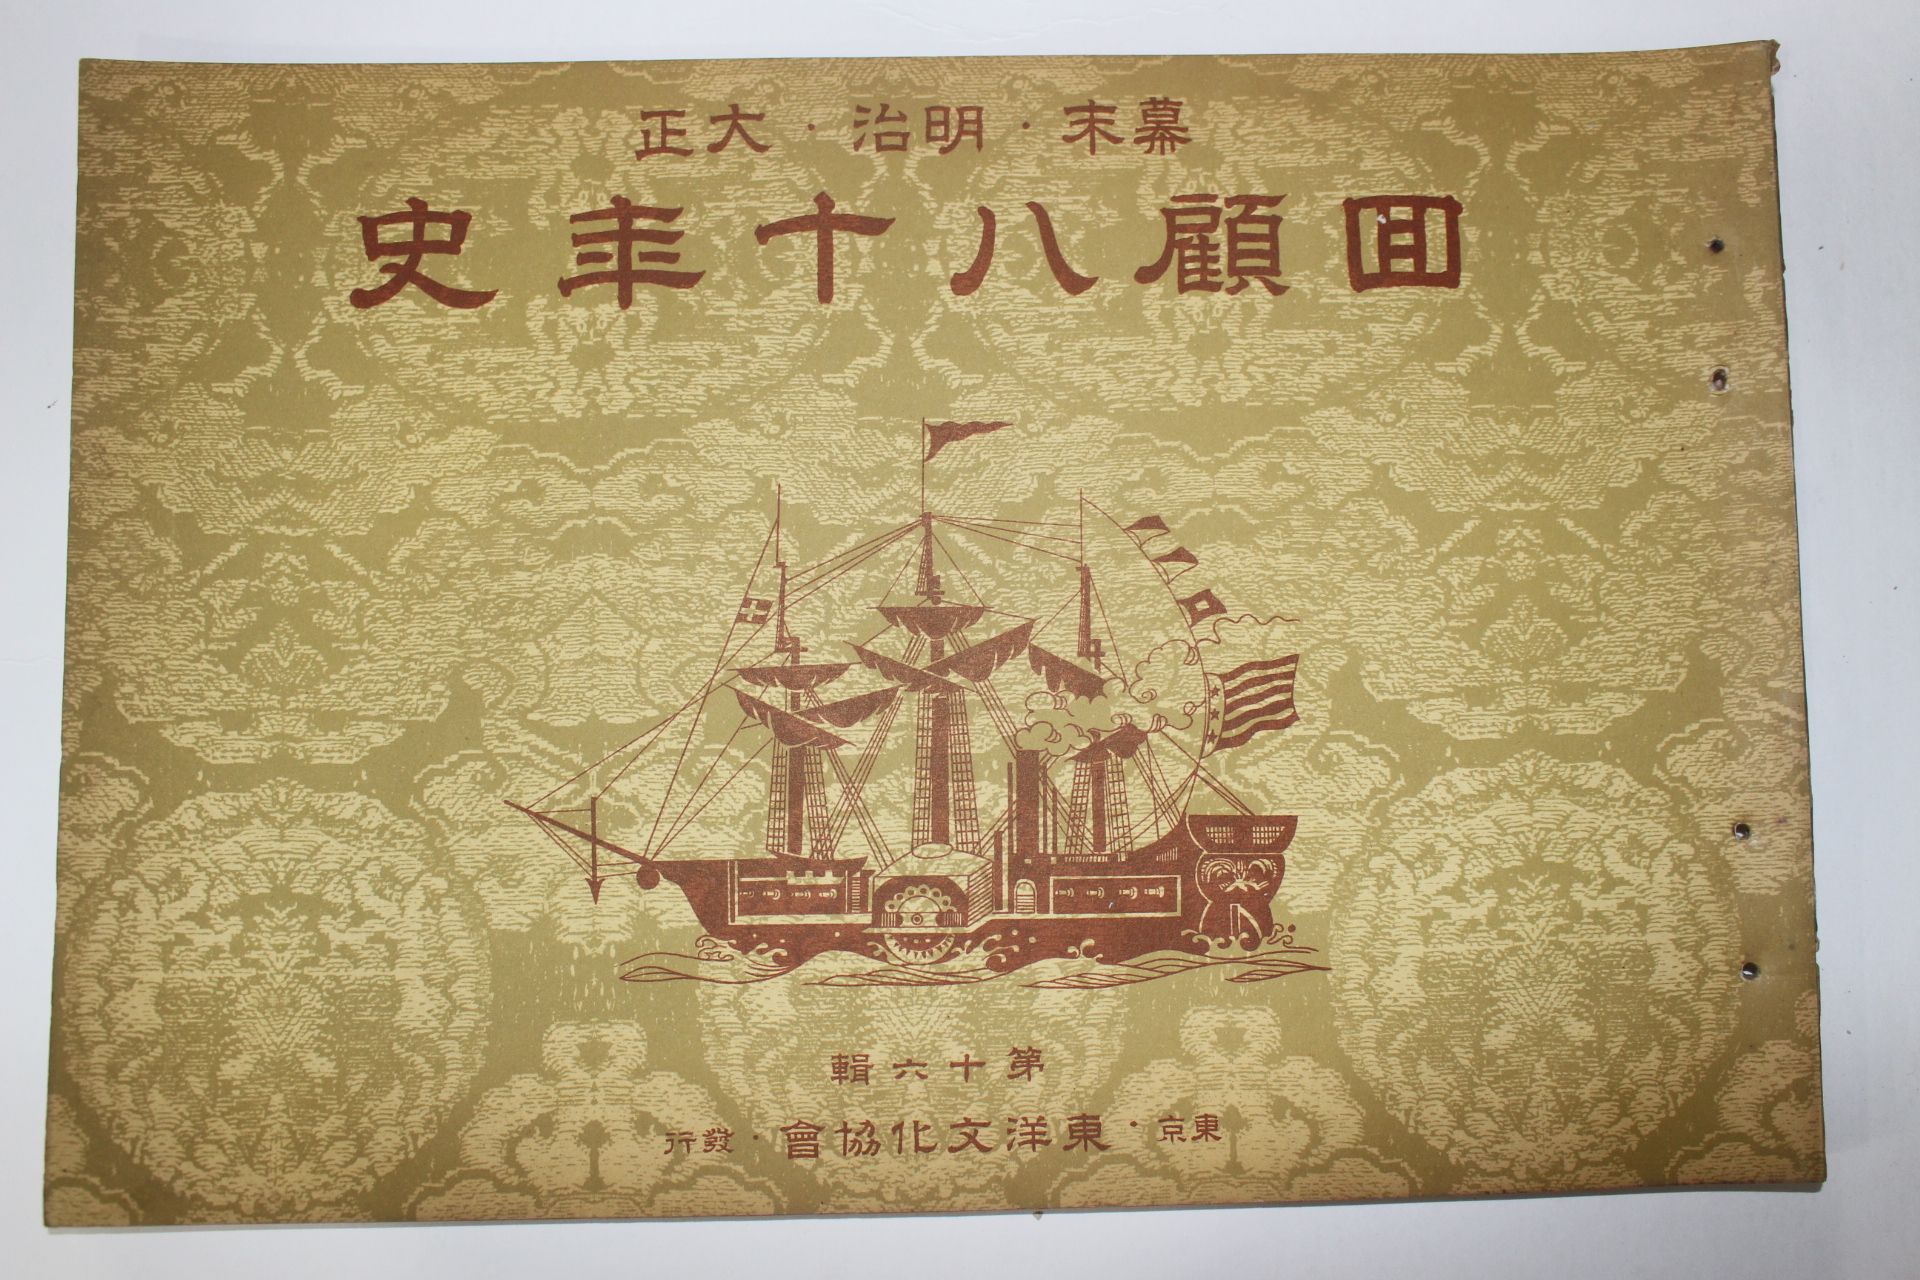 幕末・明治・大正
回顧八十年史
第十六輯
東京・東洋文化協會・發行